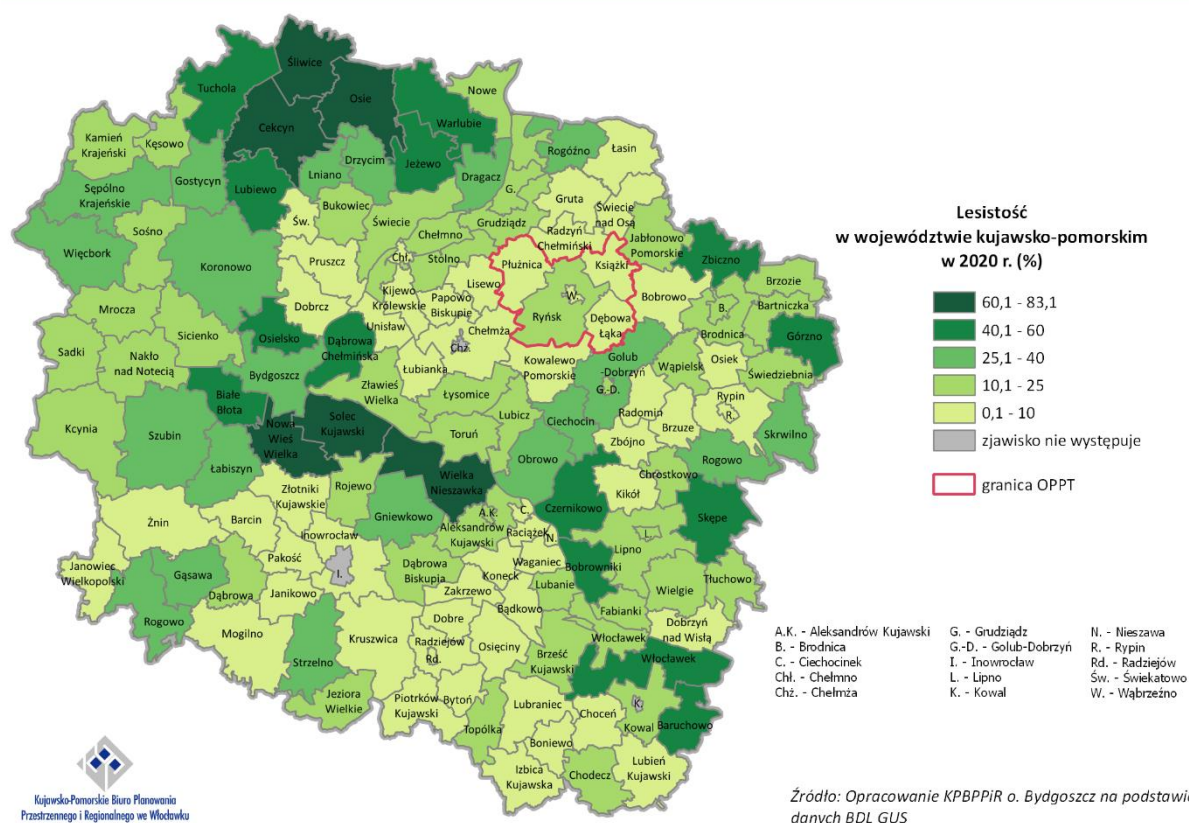 Śliwice
Tuchola
Osie
Nowe
Cekcyn
Warlubie
Kamień
Krajeński
Kęsowo
Jeżewo
Rogóźno
Łasin
Drzycim
Gostycyn
Lubiewo
Lniano
Dragacz
Sępólno
Krajeńskie
Bukowiec
G.
Gruta
Świecie
nad Osą
Św.
Świecie
Grudziądz
Radzyń
Chełmiński
Sośno
Chełmno
Jabłonowo
Pomorskie
Zbiczno
Więcbork
Koronowo
Pruszcz
Chł.
Stolno
Płużnica
Książki
Brzozie
Kijewo
Królewskie
Lisewo
W.
Bobrowo
Bartniczka
Mrocza
Dobrcz
Papowo
Biskupie
B.
Unisław
Ryńsk
Dębowa
Łąka
Brodnica
Górzno
Sicienko
Osielsko
Dąbrowa
Chełmińska
Chełmża
Chż.
Golub
-Dobrzyń
Osiek
Sadki
Nakło
nad Notecią
Kowalewo
Pomorskie
Wąpielsk
Świedziebnia
Bydgoszcz
Łubianka
G.-D.
Rypin
Białe
Błota
Zławieś
Wielka
Łysomice
Radomin
R.
Solec
Kujawski
Lubicz
Ciechocin
Brzuze
Kcynia
Nowa
Wieś
Wielka
Toruń
Zbójno
Skrwilno
Szubin
Obrowo
Rogowo
Łabiszyn
Wielka
Nieszawka
Chrostkowo
Złotniki
Kujawskie
Rojewo
Kikół
Gniewkowo
A.K.
C.
Czernikowo
Skępe
Żnin
Barcin
Inowrocław
Aleksandrów
Kujawski
Raciążek
N.
L.
Pakość
Lipno
Janowiec
Wielkopolski
Gąsawa
I.
Dąbrowa
Biskupia
Waganiec
Koneck
Bobrowniki
Tłuchowo
Dąbrowa
Janikowo
Zakrzewo
Lubanie
Wielgie
Bądkowo
Fabianki
Rogowo
Dobre
Dobrzyń
nad Wisłą
Mogilno
Kruszwica
Radziejów
Rd.
Osięciny
Włocławek
Strzelno
Brześć
Kujawski
Włocławek
Jeziora
Wielkie
Piotrków
Kujawski
Bytoń
Lubraniec
Choceń
K.
Topólka
Kowal
Baruchowo
Boniewo
Izbica
Kujawska
Chodecz
Lubień
Kujawski
Lesistość
w województwie kujawsko-pomorskim
w 2020 r. (%)
60,1 - 83,1
40,1 - 60
25,1 - 40
10,1 - 25
0,1 - 10
zjawisko nie występuje
granica OPPT
A.K. - Aleksandrów Kujawski
B. - Brodnica
C. - Ciechocinek
Chł. - Chełmno
Chż. - Chełmża
G. - Grudziądz
G.-D. - Golub-Dobrzyń
I. - Inowrocław
L. - Lipno
K. - Kowal
N. - Nieszawa
R. - Rypin
Rd. - Radziejów
Św. - Świekatowo
W. - Wąbrzeźno
Kujawsko-Pomorskie Biuro Planowania
Przestrzennego i Regionalnego we Włocławku
Źródło: Opracowanie KPBPPiR o. Bydgoszcz na podstawie
danych BDL GUS